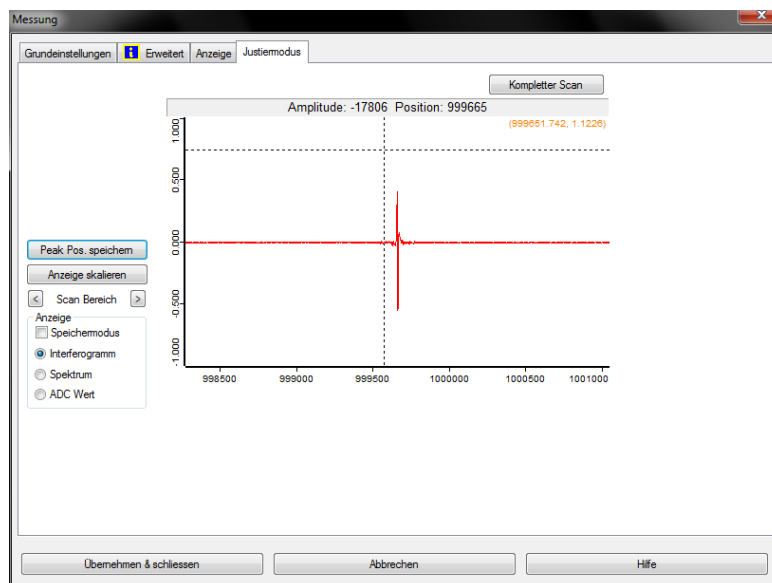 Messung
Grundeinstellungen
Erweitert
Anzeige
Justiermodus
Kompletter Scan
Amplitude: -17806 Position: 999665
(999651.742, 1.1226)
1.000
0.500
0.000
-0.500
-1.000
998500 999000 999500 1000000 1000500 1001000
Peak Pos. speichern
Anzeige skalieren
< Scan Bereich >
Anzeige
Speichermodus
Interferogramm
Spektrum
ADC Wert
Übernehmen & schliessen
Abbrechen
Hilfe